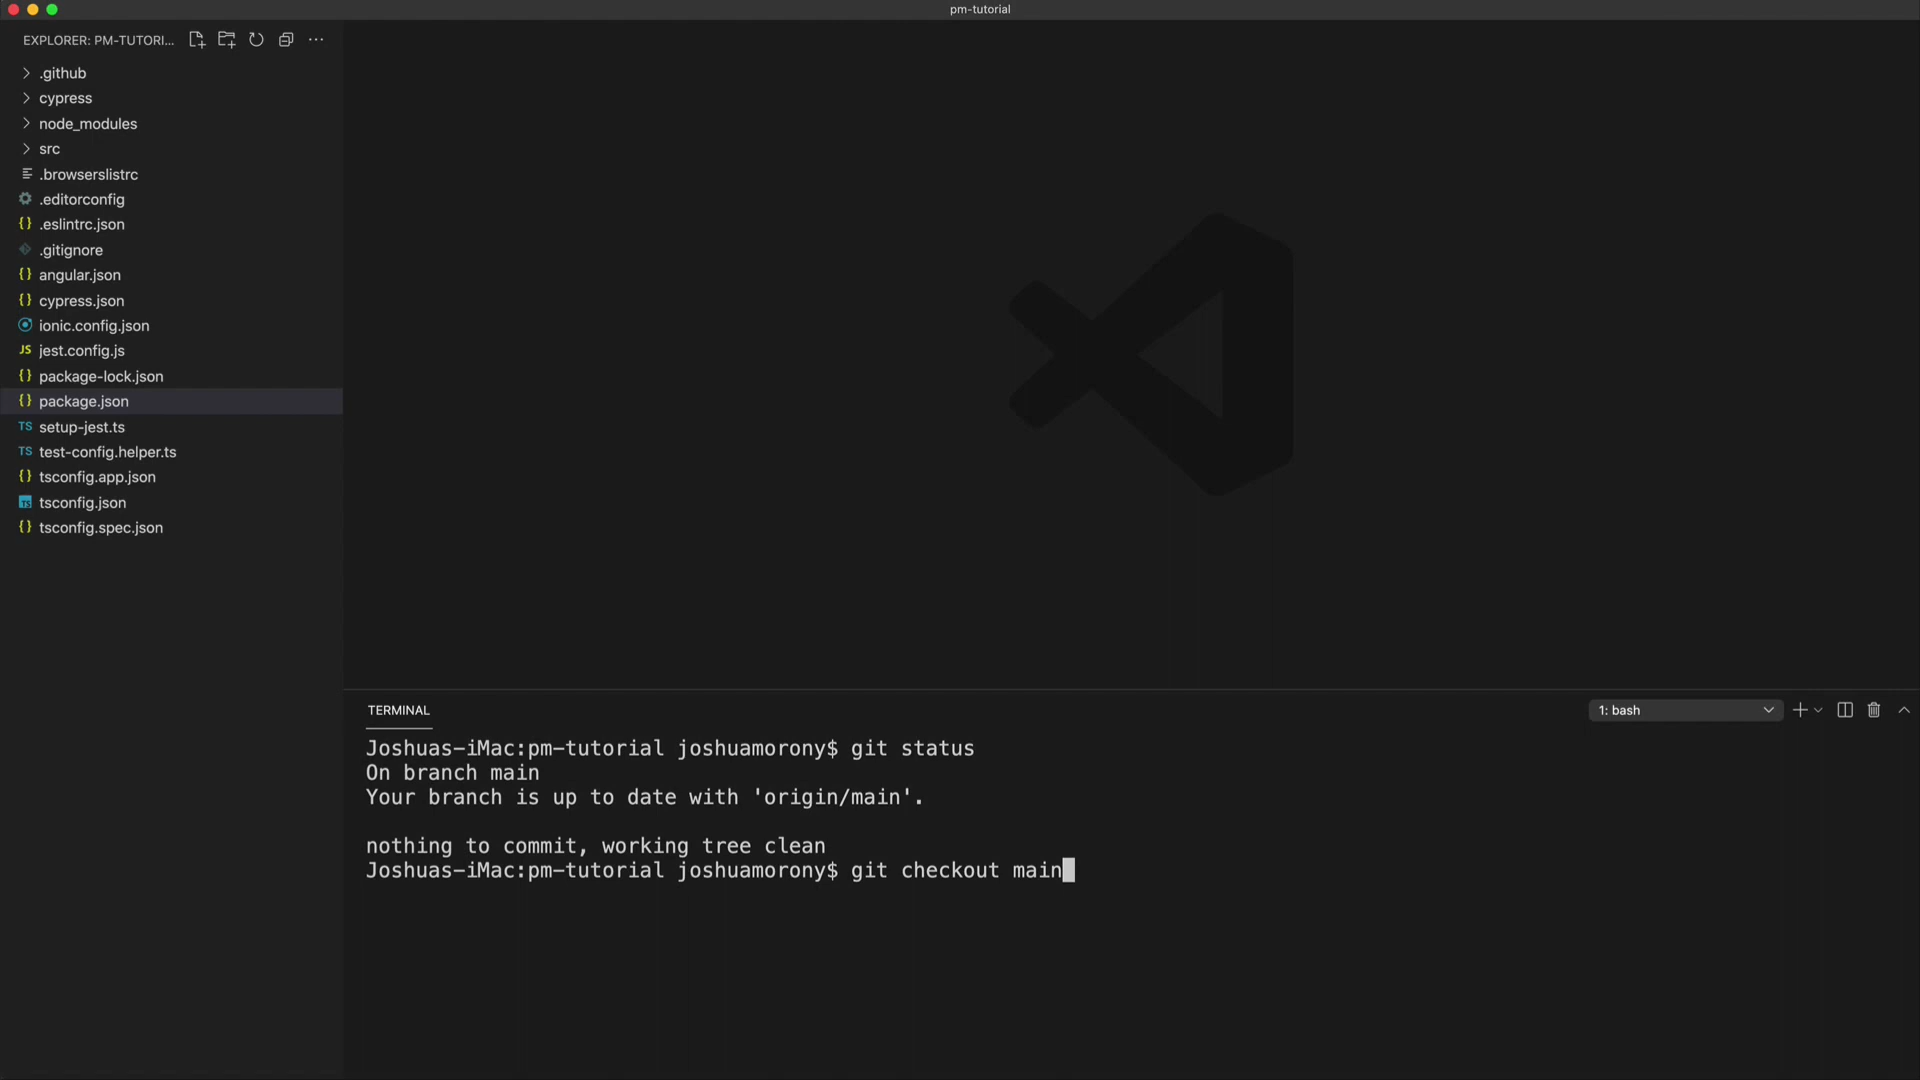 pm-tutorial
EXPLORER: PM-TUTORI...
.github
cypress
node_modules
src
.browserslistrc
.editorconfig
{} .eslintrc.json
.gitignore
{} angular.json
{} cypress.json
ionic.config.json
JS jest.config.js
{} package-lock.json
{} package.json
TS setup-jest.ts
TS test-config.helper.ts
{} tsconfig.app.json
TS tsconfig.json
{} tsconfig.spec.json
TERMINAL
1: bash
Joshuas-iMac:pm-tutorial joshuamorony$ git status
On branch main
Your branch is up to date with 'origin/main'.
nothing to commit, working tree clean
Joshuas-iMac:pm-tutorial joshuamorony$ git checkout main